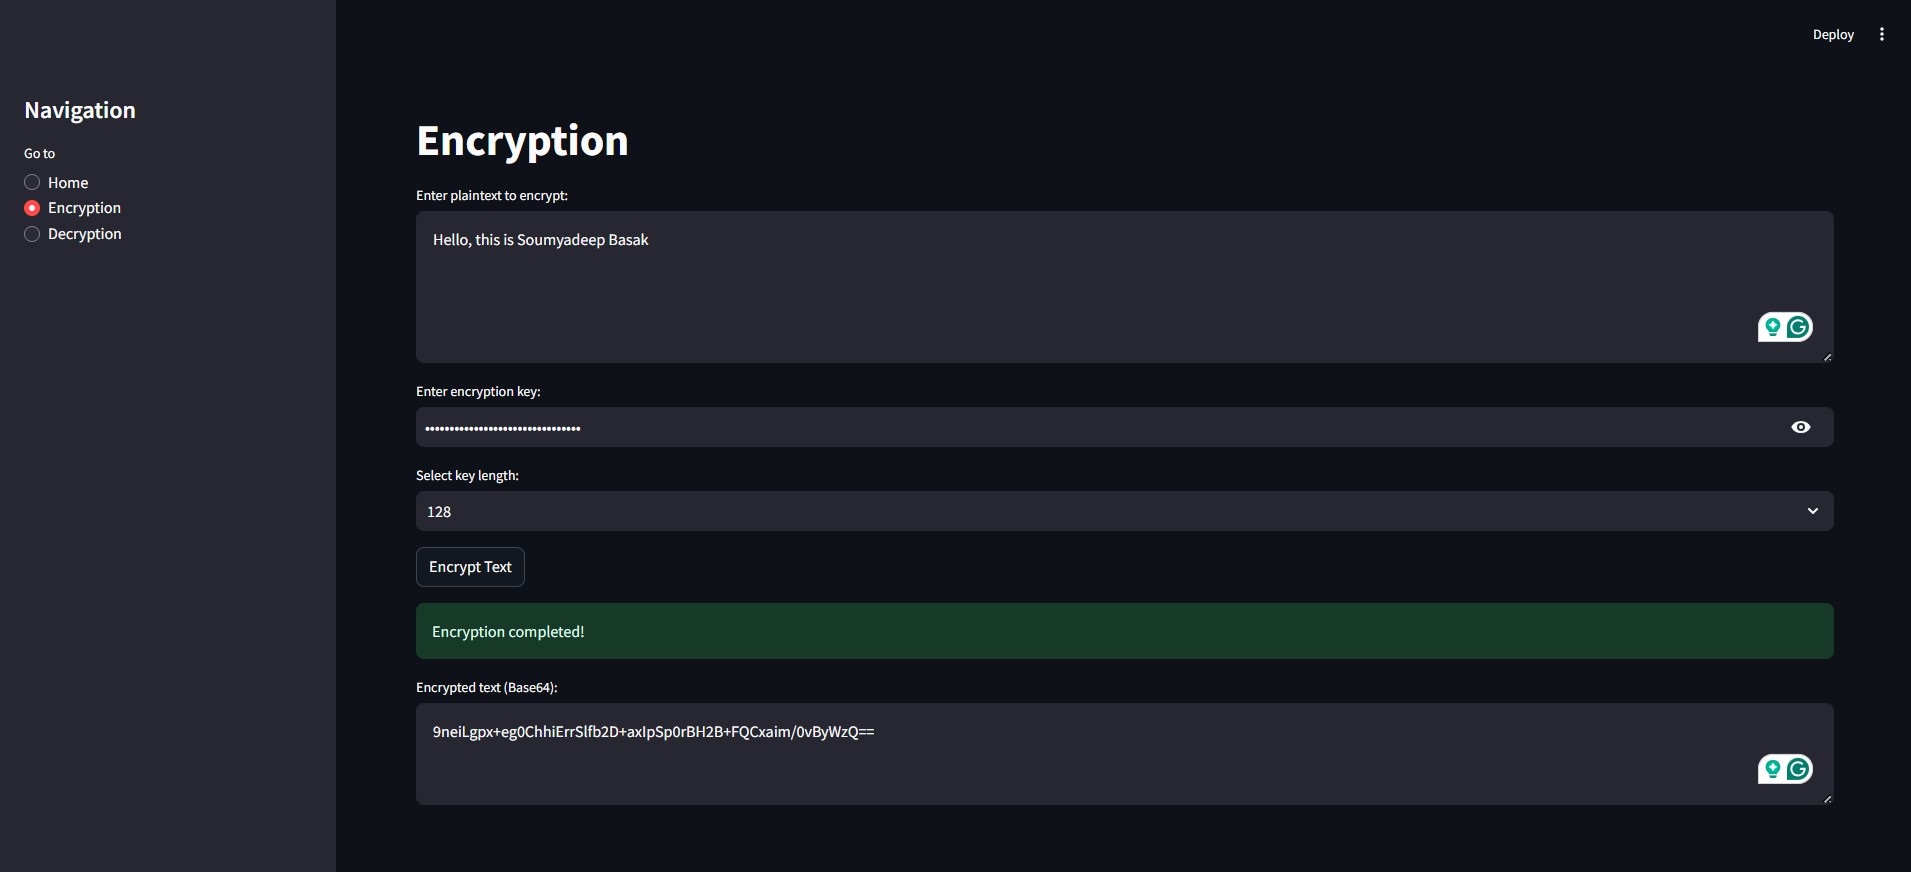 Deploy
Navigation
Go to
Home
Encryption
Decryption
Encryption
Enter plaintext to encrypt:
Hello, this is Soumyadeep Basak
Enter encryption key:
••••••••••••••••••••••••••••••••
Select key length:
128
Encrypt Text
Encryption completed!
Encrypted text (Base64):
9neiLgpx+eg0ChhiErrSlfb2D+axIpSp0rBH2B+FQCxaim/0vByWzQ==